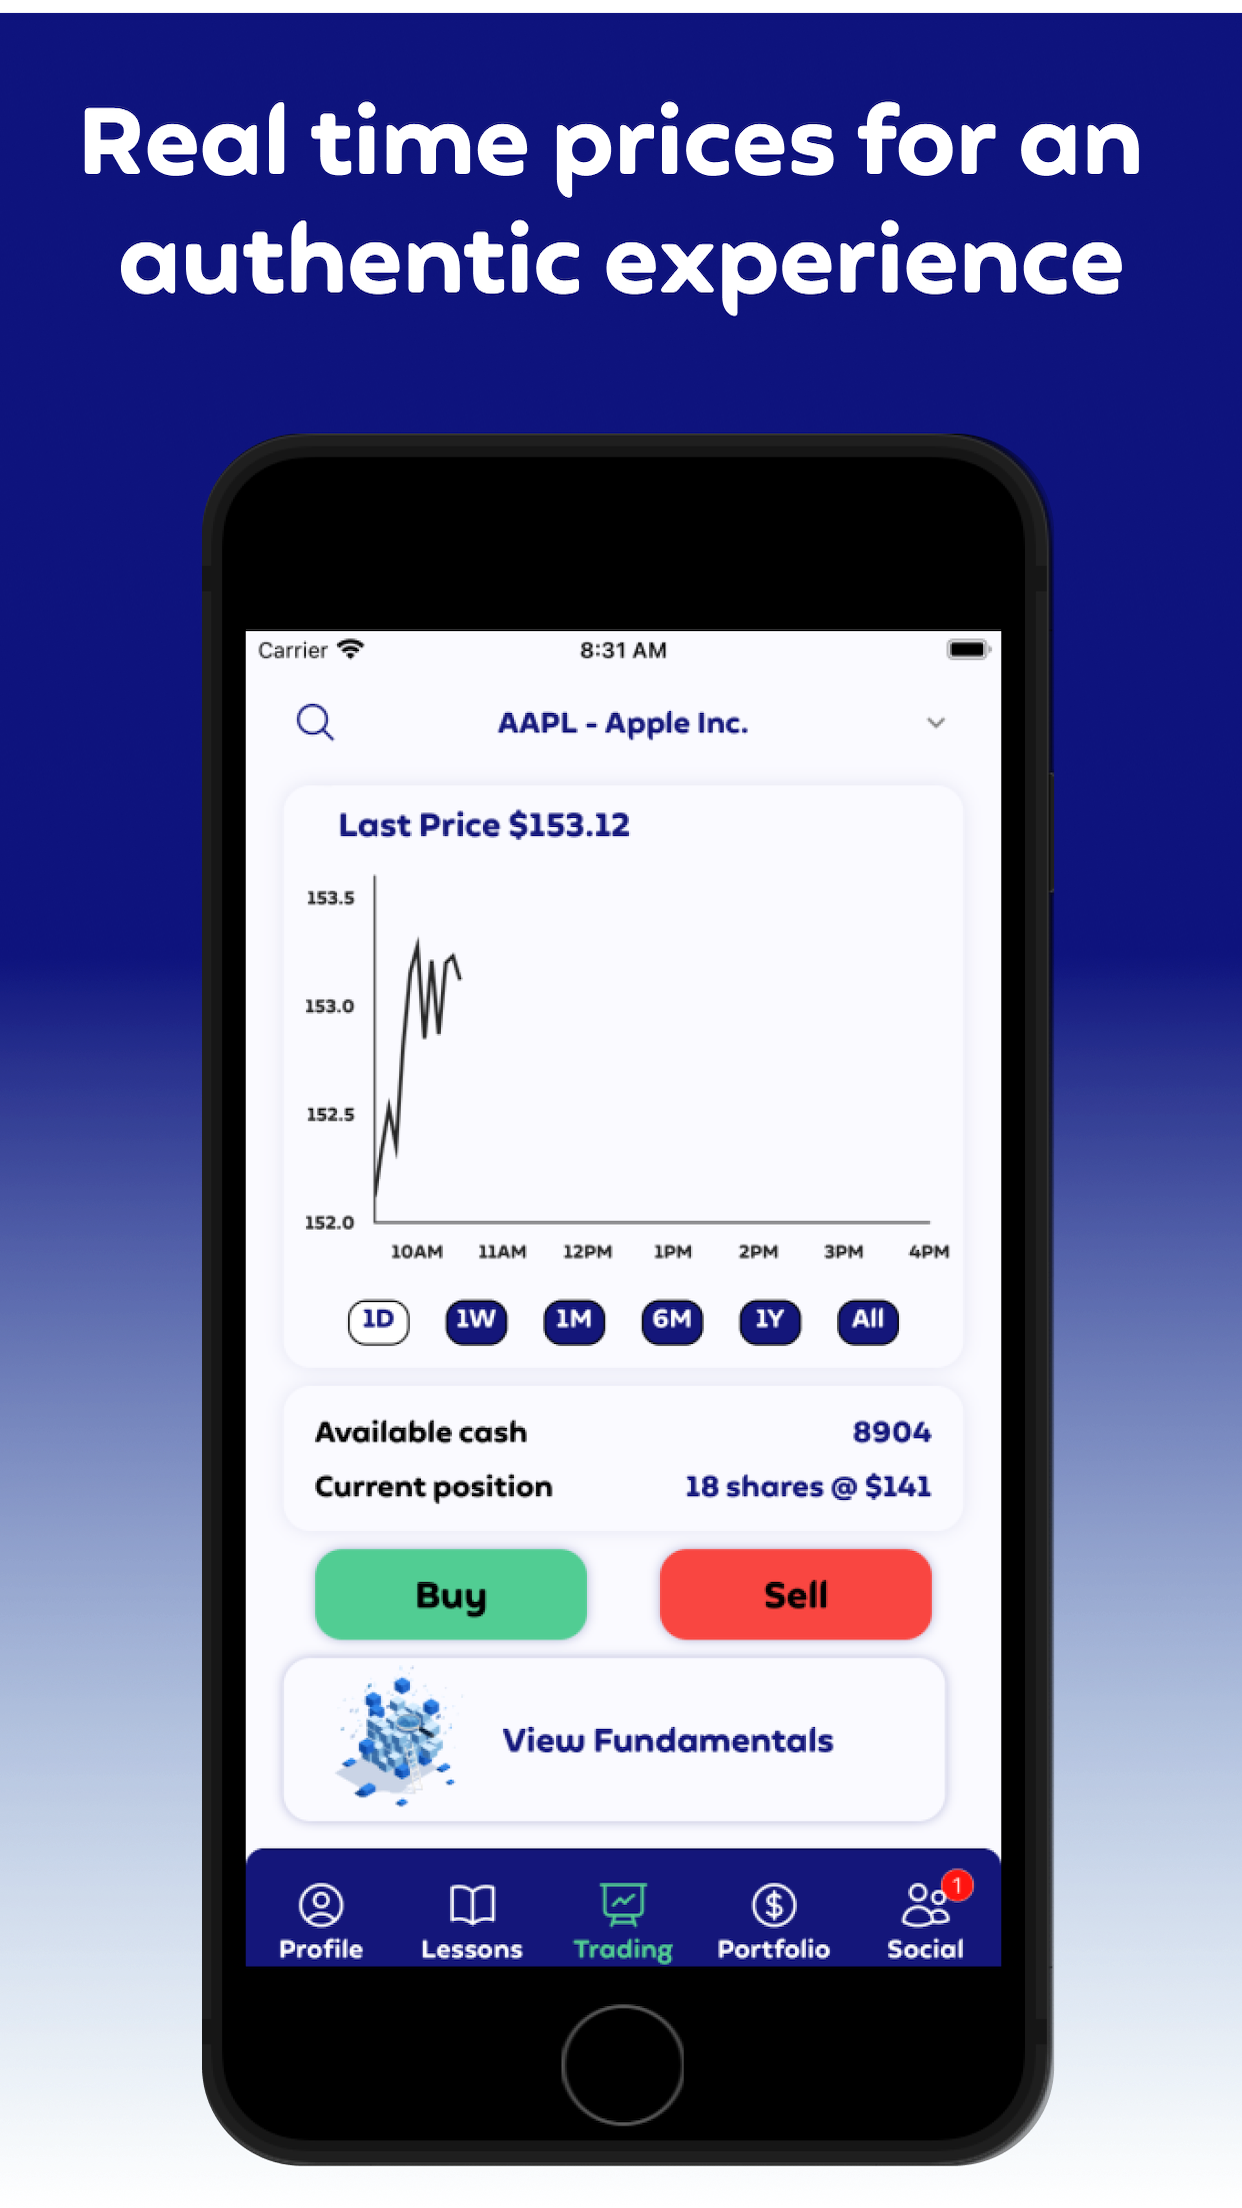 Real time prices for an
authentic experience
Carrier 8:31 AM
AAPL - Apple Inc.
Last Price $153.12
153.5
153.0
152.5
152.0
10AM 11AM 12PM 1PM 2PM 3PM 4PM
1D 1W 1M 6M 1Y All
Available cash 8904
Current position 18 shares @ $141
Buy Sell
View Fundamentals
1
Profile Lessons Trading Portfolio Social